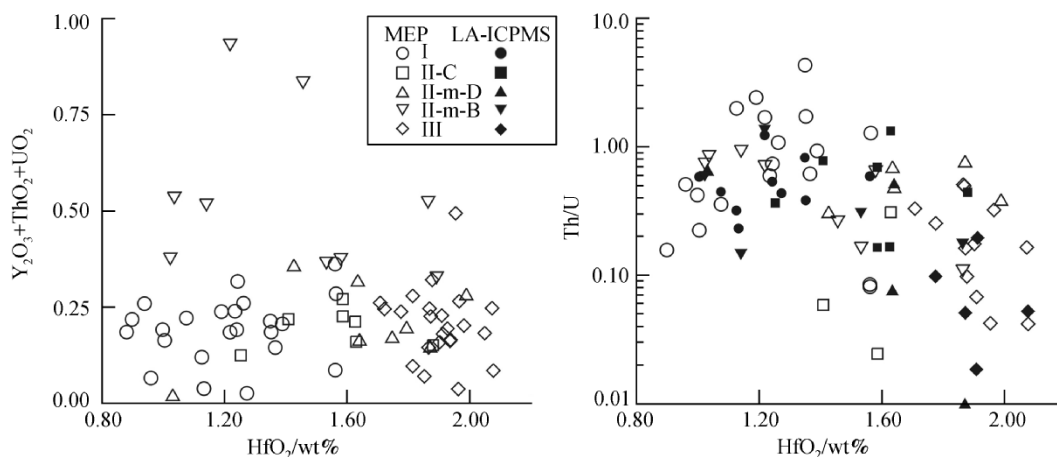 1.00
0.75
0.50
0.25
0.00
Y₂O₃+ThO₂+UO₂
0.80 1.20 1.60 2.00
HfO₂/wt%
MEP LA-ICPMS
I
II-C
II-m-D
II-m-B
III
10.0
1.00
0.10
0.01
Th/U
0.80 1.20 1.60 2.00
HfO₂/wt%